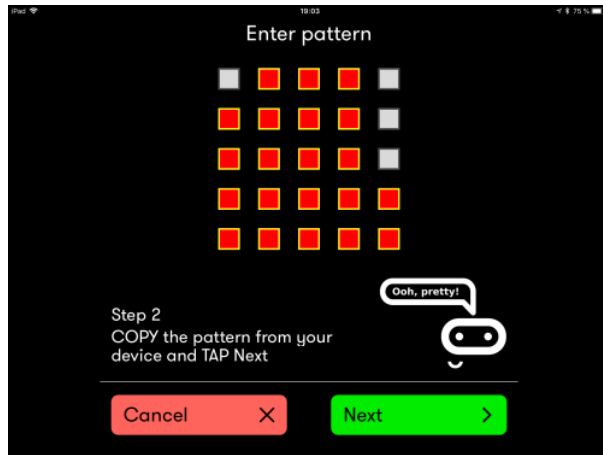 iPad 19:03 75 %
Enter pattern
Ooh, pretty!
Step 2
COPY the pattern from your
device and TAP Next
Cancel Next